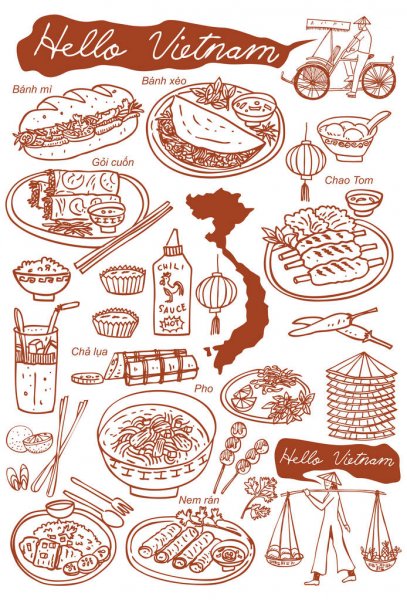 Hello Vietnam
Bánh mì
Bánh xèo
Gỏi cuốn
Chao Tom
CHILI
SAUCE
HOT
Chả lụa
Pho
Hello Vietnam
Nem rán